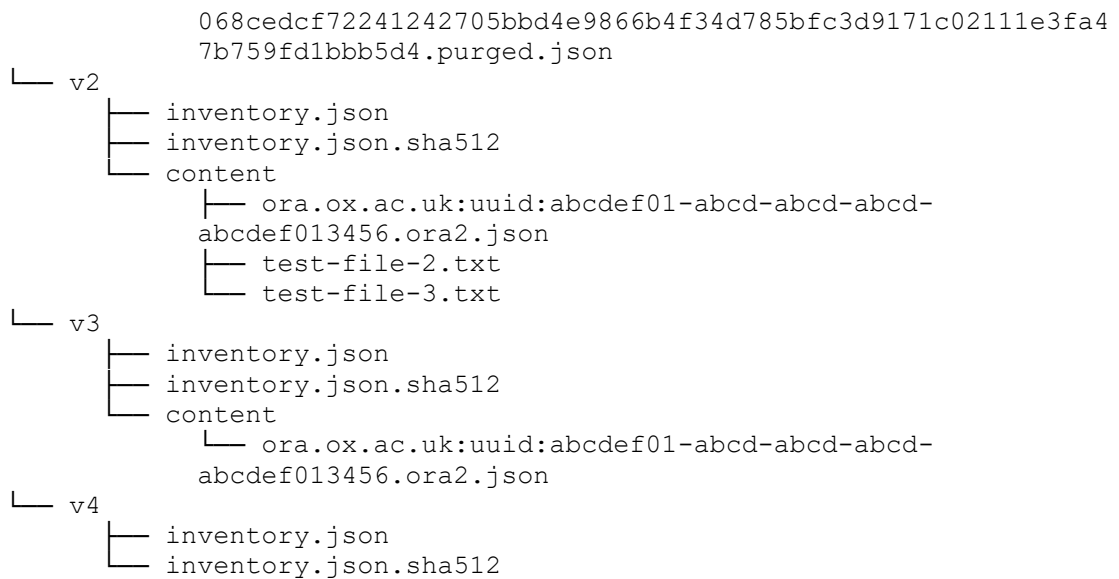 068cedcf72241242705bbd4e9866b4f34d785bfc3d9171c02111e3fa4
7b759fd1bbb5d4.purged.json
└── v2
├── inventory.json
├── inventory.json.sha512
└── content
├── ora.ox.ac.uk:uuid:abcdef01-abcd-abcd-abcd-
abcdef013456.ora2.json
├── test-file-2.txt
└── test-file-3.txt
└── v3
├── inventory.json
├── inventory.json.sha512
└── content
└── ora.ox.ac.uk:uuid:abcdef01-abcd-abcd-abcd-
abcdef013456.ora2.json
└── v4
├── inventory.json
└── inventory.json.sha512